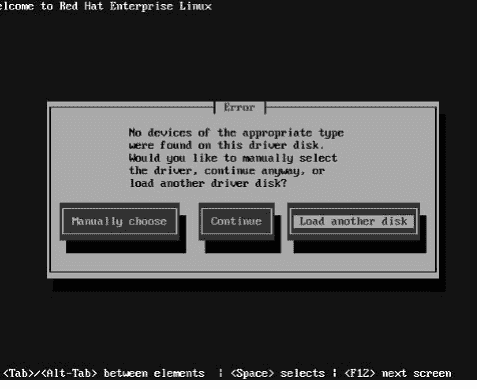 elcome to Red Hat Enterprise Linux
Error
No devices of the appropriate type
were found on this driver disk.
Would you like to manually select
the driver, continue anyway, or
load another driver disk?
Manually choose Continue Load another disk
<Tab>/<Alt-Tab> between elements | <Space> selects | <F12> next screen